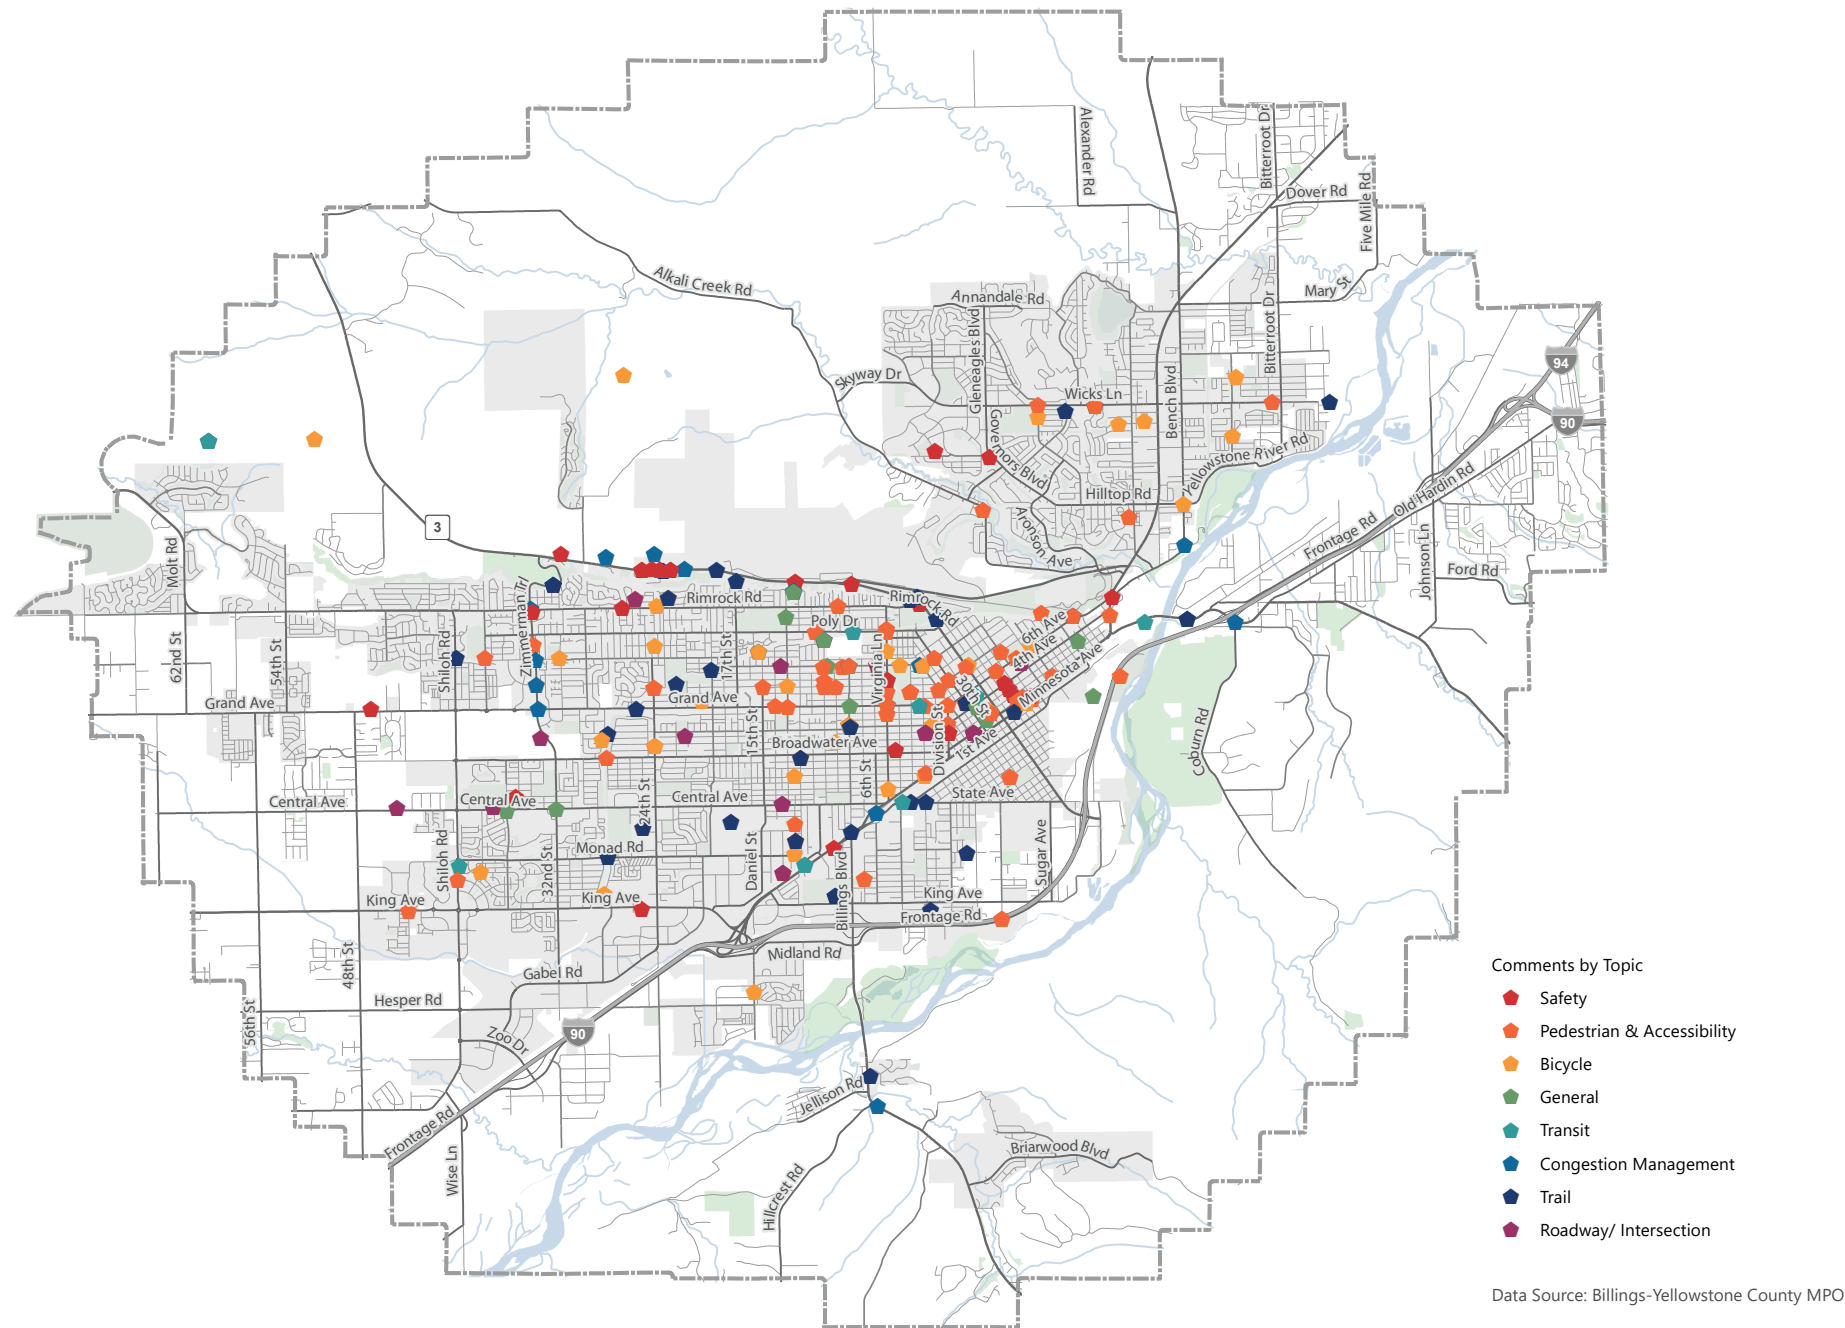 Alexander Rd
Bitterroot Dr
Dover Rd
Five Mile Rd
Alkali Creek Rd
Annandale Rd
Mary St
Bitterroot Dr
Gleneagles Blvd
Skyway Dr
Wicks Ln
Bench Blvd
94
90
Governors Blvd
Yellowstone River Rd
Hilltop Rd
Old Hardin Rd
3
Aronson Ave
Frontage Rd
Johnson Ln
Ford Rd
Molt Rd
Zimmerman Trl
Rimrock Rd
Rimrock Rd
Poly Dr
6th Ave
4th Ave
Minnesota Ave
62nd St
54th St
Shiloh Rd
17th St
Virginia Ln
Grand Ave
Grand Ave
30th St
Coburn Rd
15th St
Broadwater Ave
Division St
1st Ave
Central Ave
Central Ave
24th St
Central Ave
6th St
State Ave
Shiloh Rd
32nd St
Monad Rd
Daniel St
Billings Blvd
Sugar Ave
King Ave
King Ave
King Ave
Frontage Rd
48th St
Midland Rd
Gabel Rd
Hesper Rd
56th St
Zoo Dr
90
Jellison Rd
Frontage Rd
Wise Ln
Hillcrest Rd
Briarwood Blvd
Comments by Topic
Safety
Pedestrian & Accessibility
Bicycle
General
Transit
Congestion Management
Trail
Roadway/ Intersection
Data Source: Billings-Yellowstone County MPO